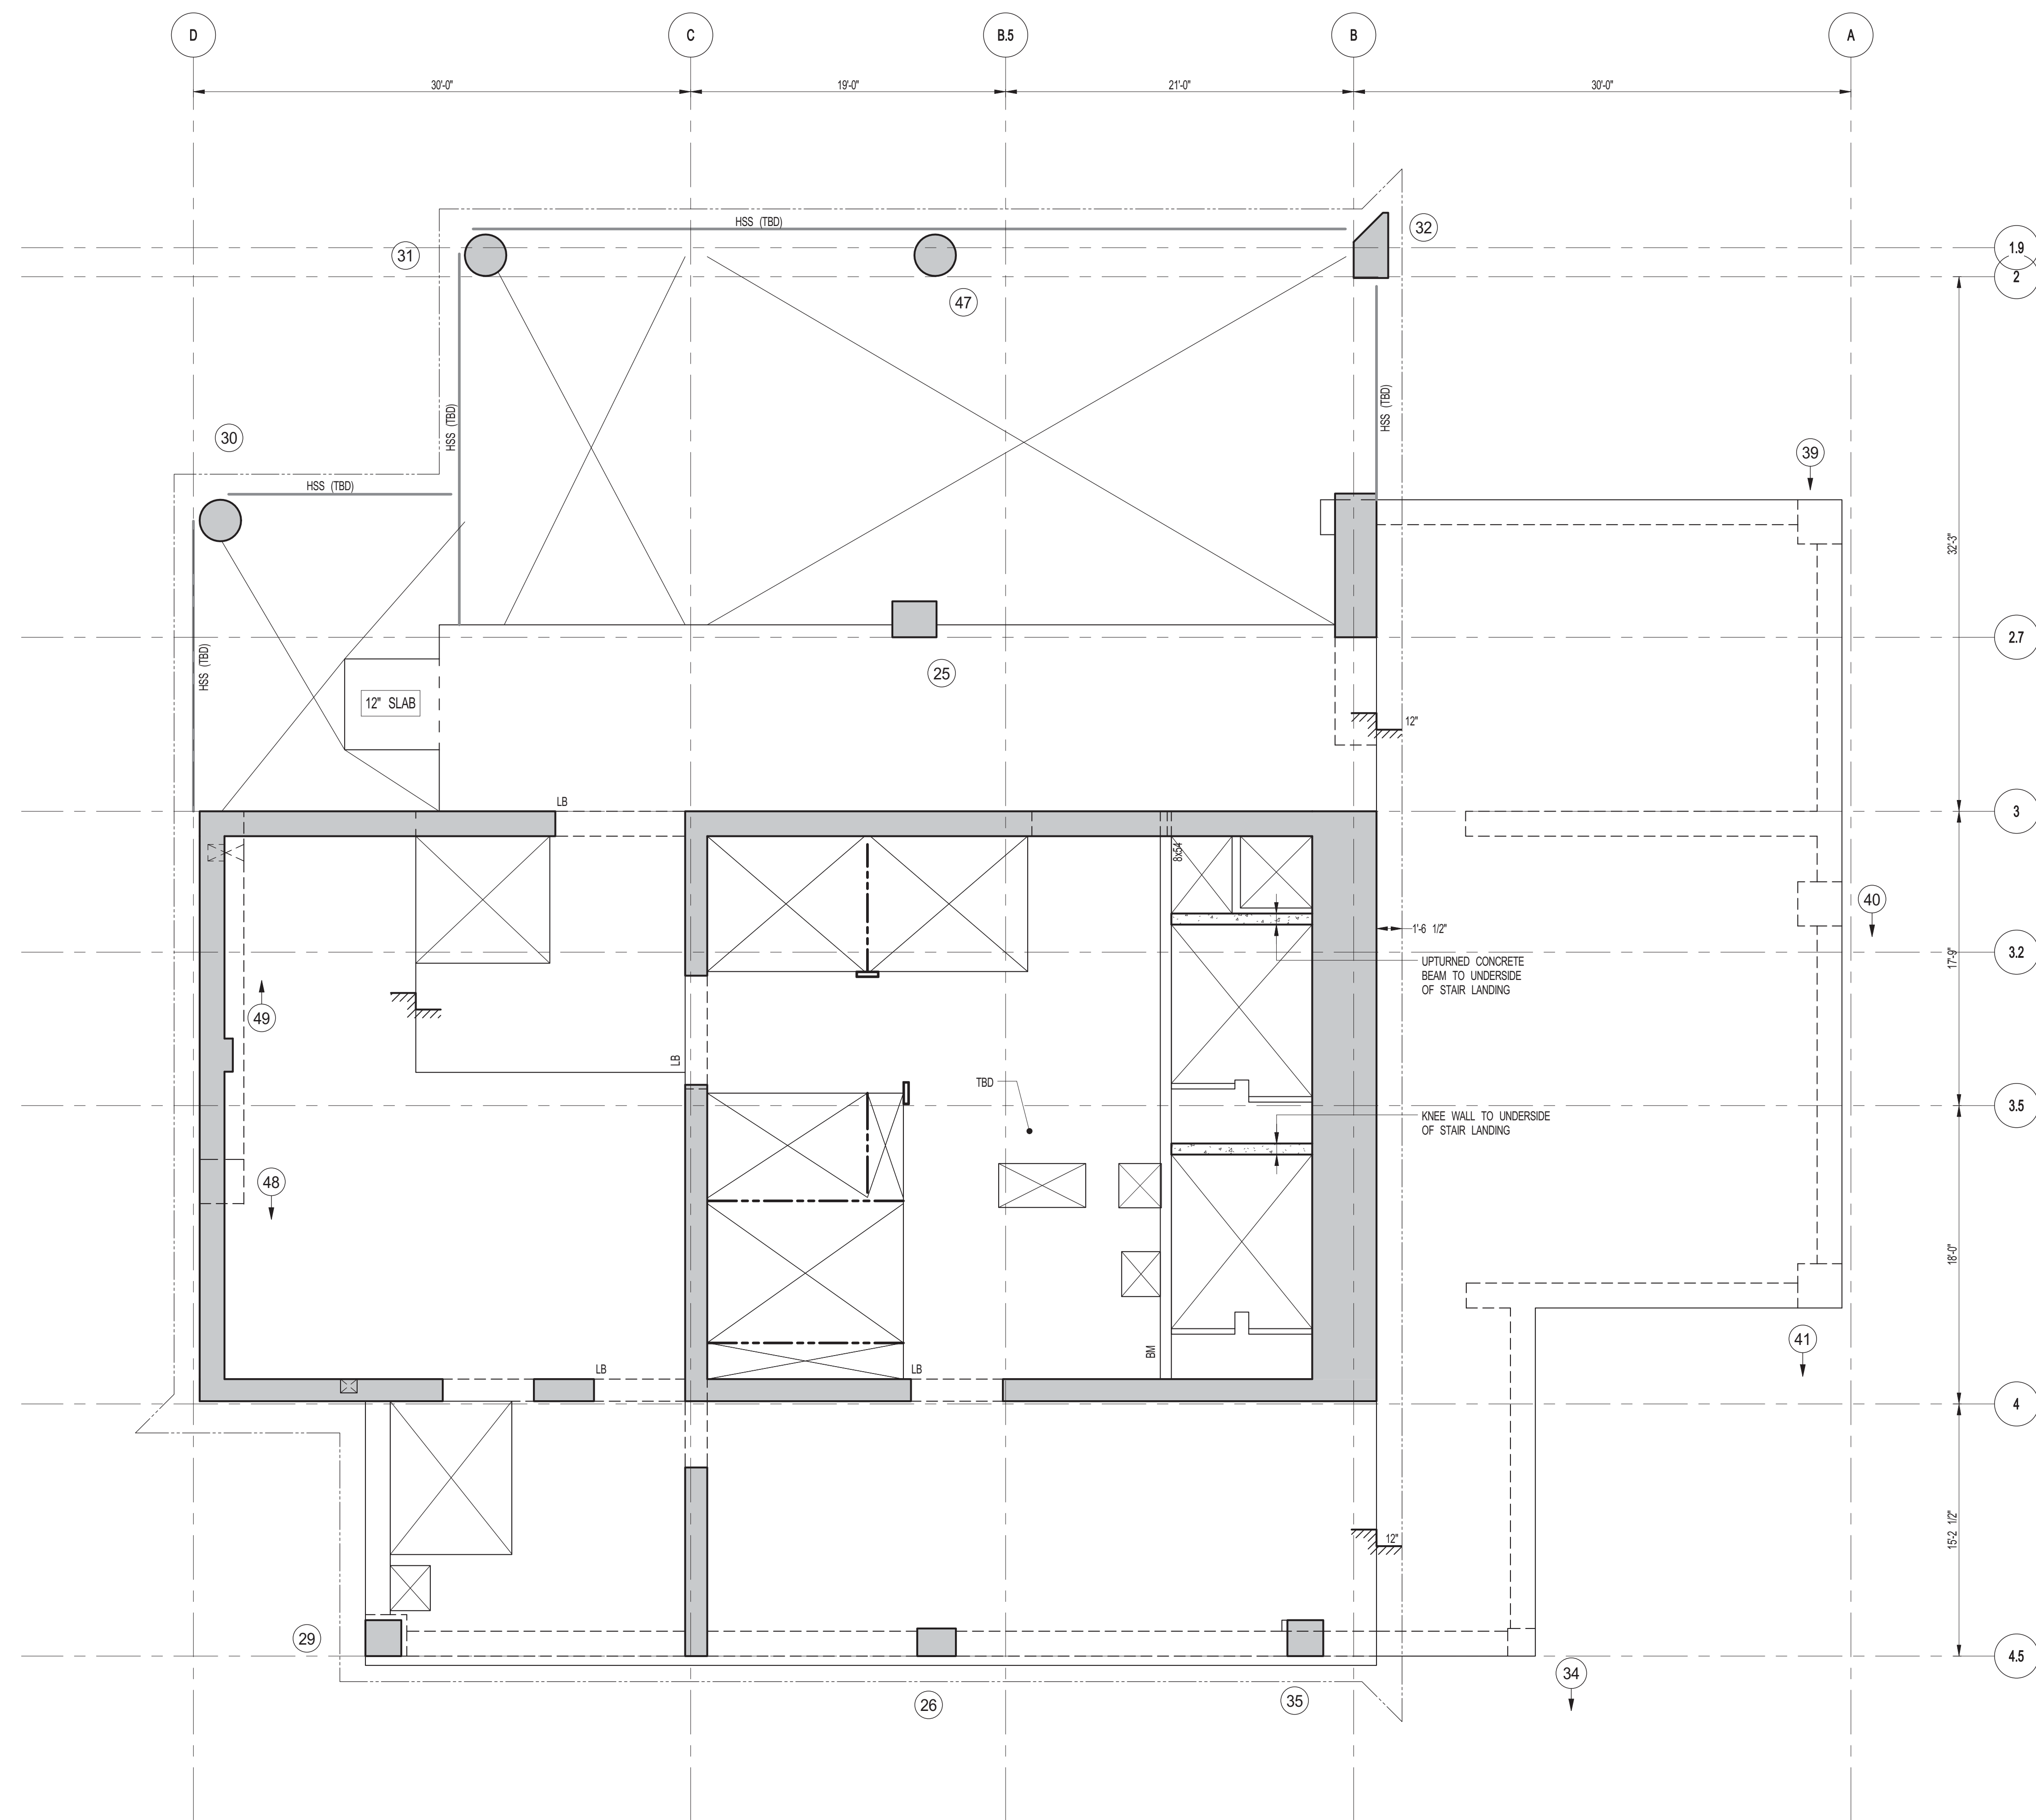 D
C
B.5
B
A
30'-0"
19'-0"
21'-0"
30'-0"
HSS (TBD)
32
31
1.9
2
47
HSS (TBD)
HSS (TBD)
30
39
HSS (TBD)
32'-3"
2.7
HSS (TBD)
25
12" SLAB
12"
LB
3
8x54
40
1'-6 1/2"
17'-9"
3.2
UPTURNED CONCRETE
BEAM TO UNDERSIDE
OF STAIR LANDING
49
LB
TBD
3.5
KNEE WALL TO UNDERSIDE
OF STAIR LANDING
48
18'-0"
41
BM
LB
LB
4
15'-2 1/2"
12"
29
4.5
34
26
35